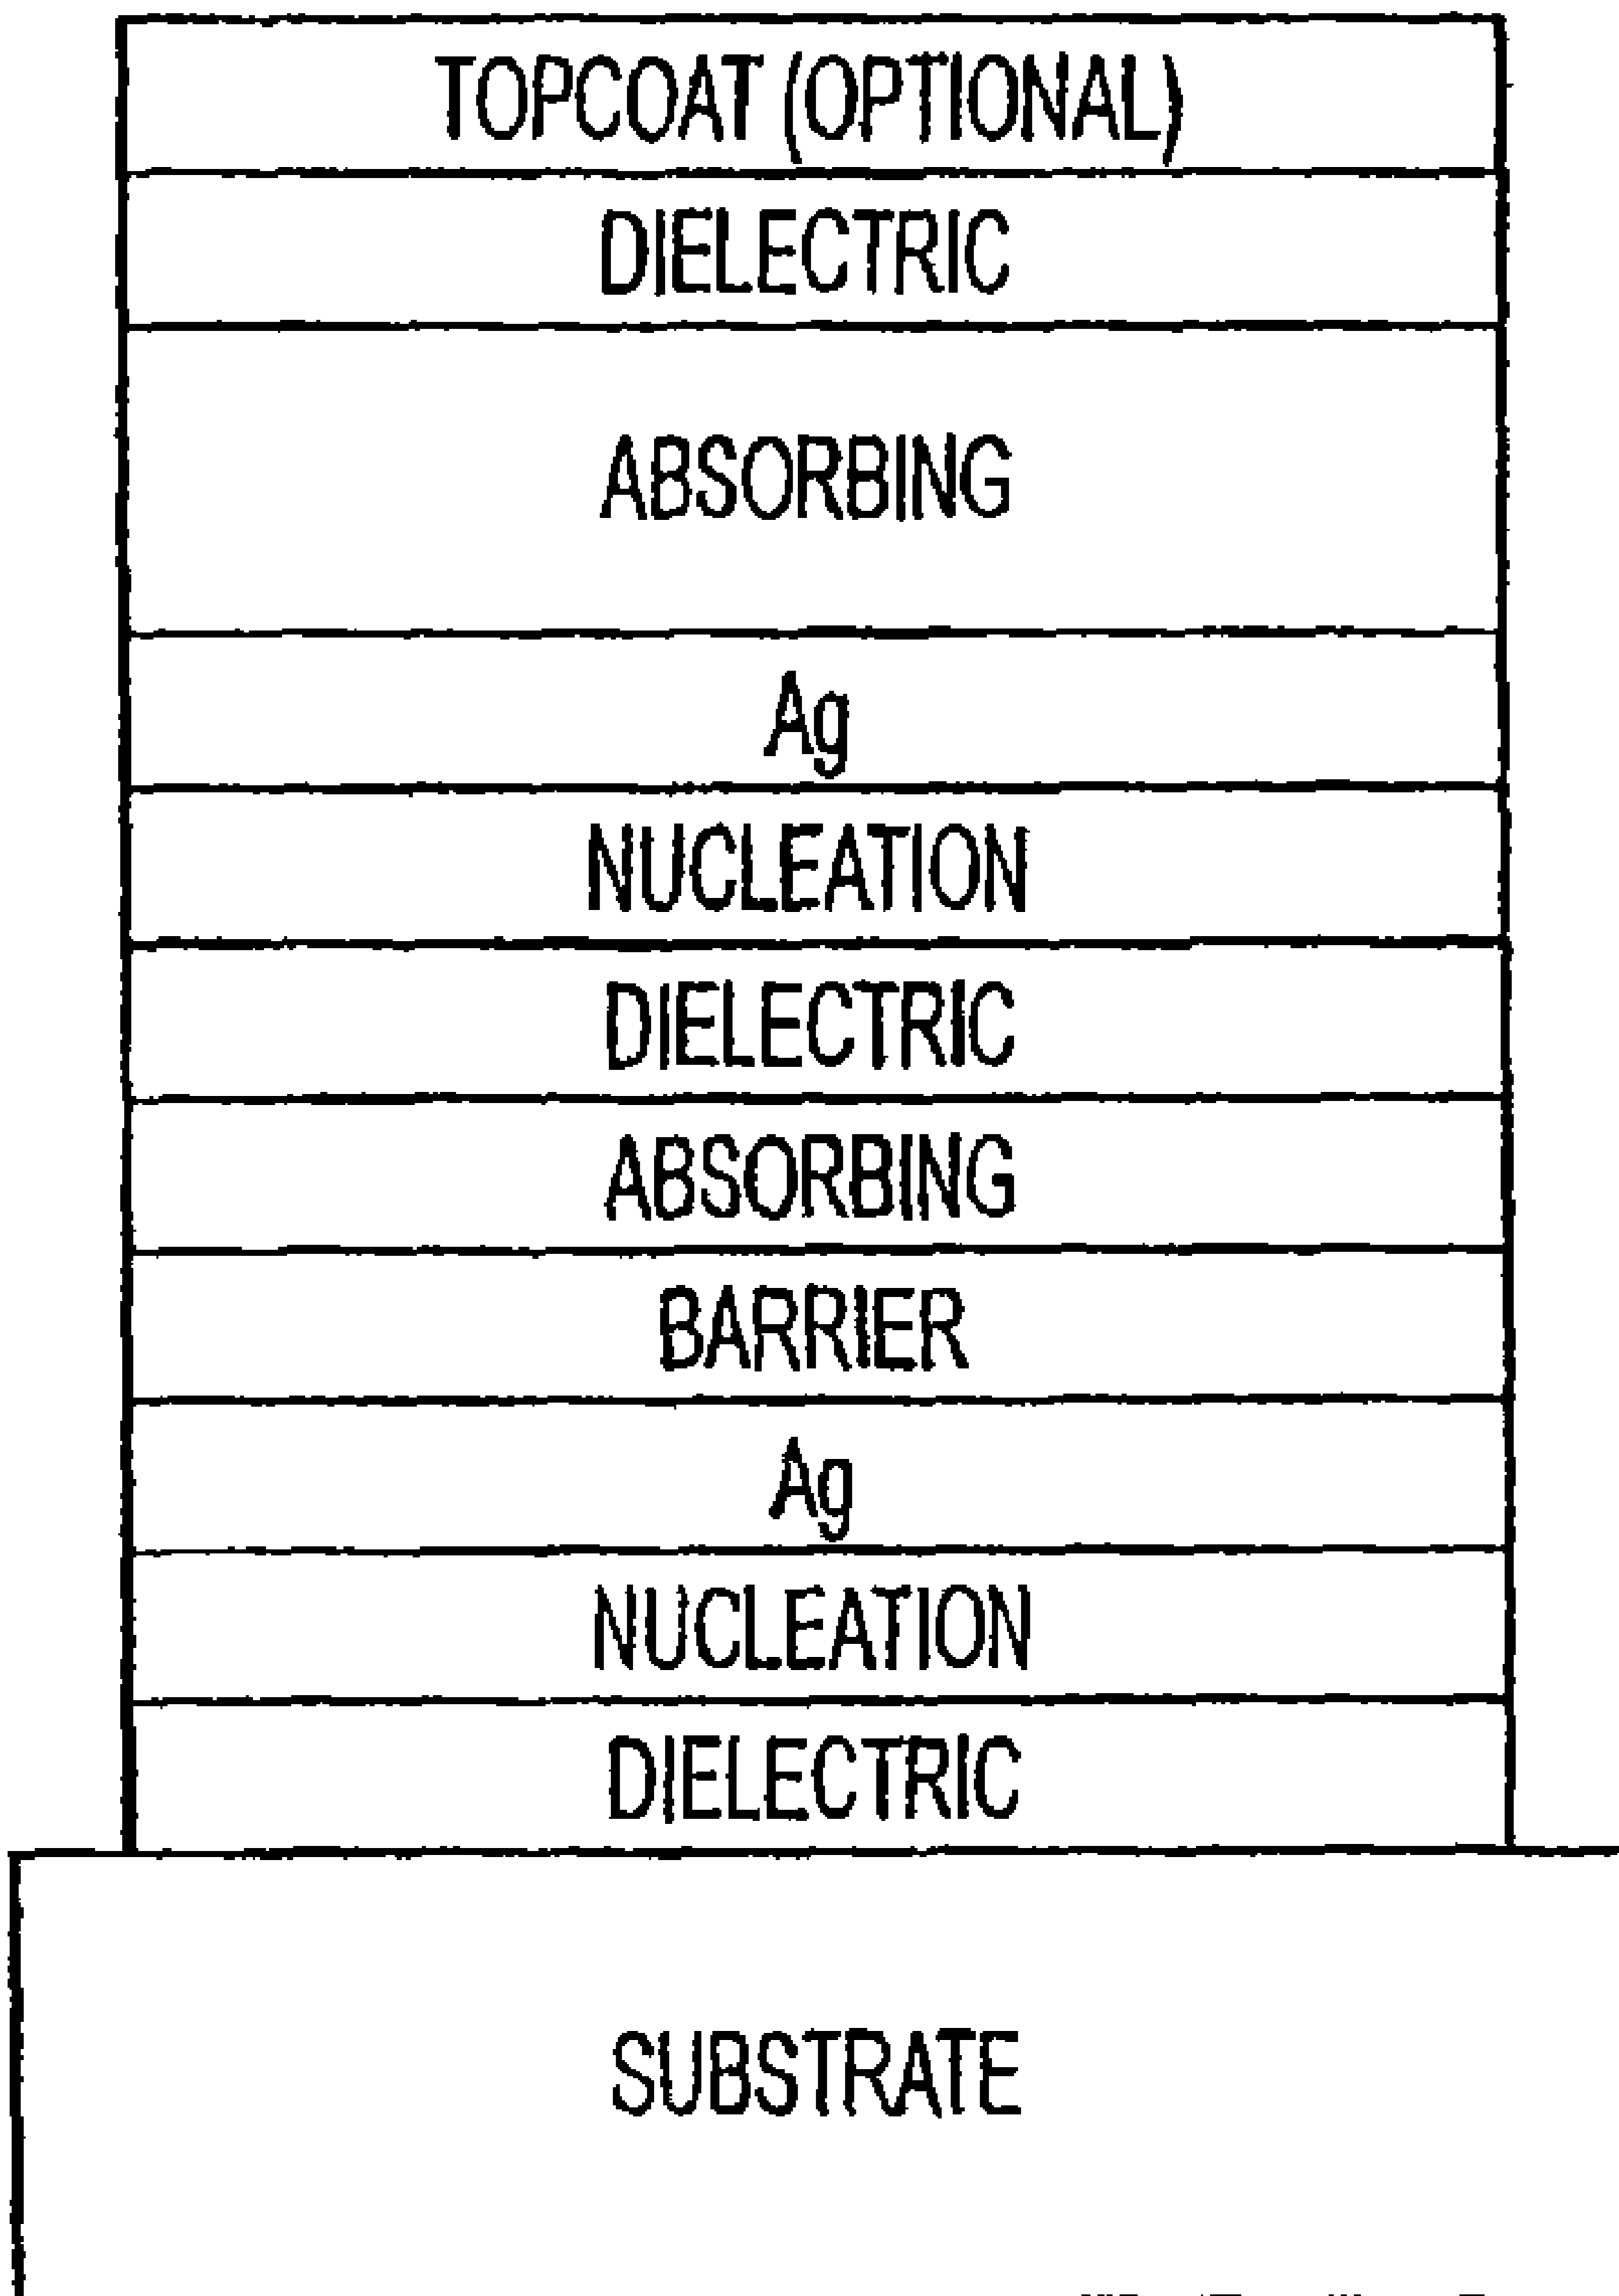 TOPCOAT (OPTIONAL)
DIELECTRIC
ABSORBING
Ag
NUCLEATION
DIELECTRIC
ABSORBING
BARRIER
Ag
NUCLEATION
DIELECTRIC
SUBSTRATE